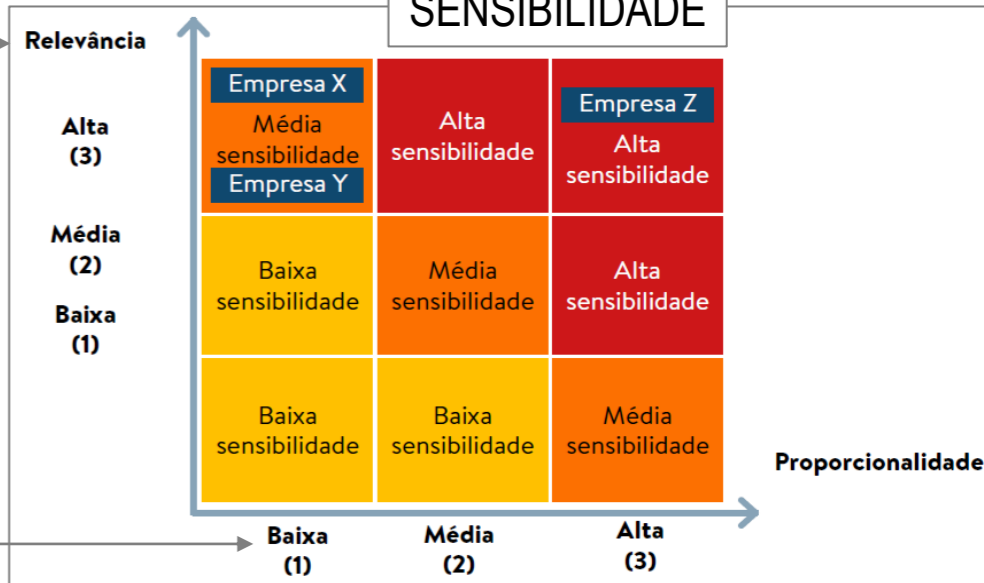 SENSIBILIDADE
Relevância
Alta
(3)
Média
(2)
Baixa
(1)
Empresa X
Média
sensibilidade
Empresa Y
Alta
sensibilidade
Empresa Z
Alta
sensibilidade
Baixa
sensibilidade
Média
sensibilidade
Alta
sensibilidade
Baixa
sensibilidade
Baixa
sensibilidade
Média
sensibilidade
Proporcionalidade
Baixa
(1)
Média
(2)
Alta
(3)